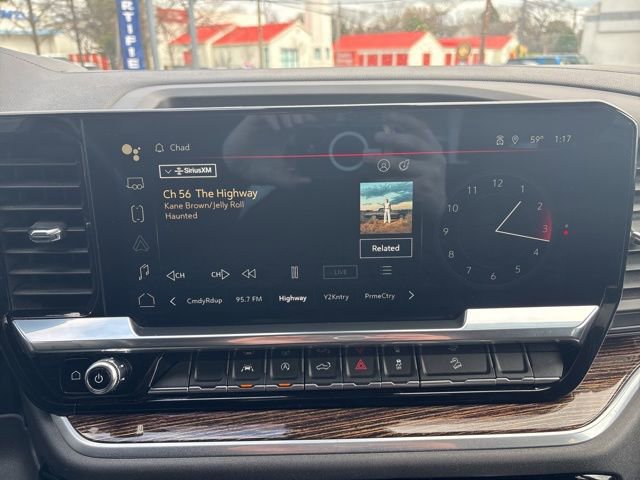 RTIFIE
Chad
59°
1:17
SiriusXM
Ch 56 The Highway
Kane Brown/Jelly Roll
Haunted
Related
12
1
2
3
4
5
6
7
8
9
10
11
CH
CH
LIVE
CmdyRdup
95.7 FM
Highway
Y2Kntry
PrmeCtry